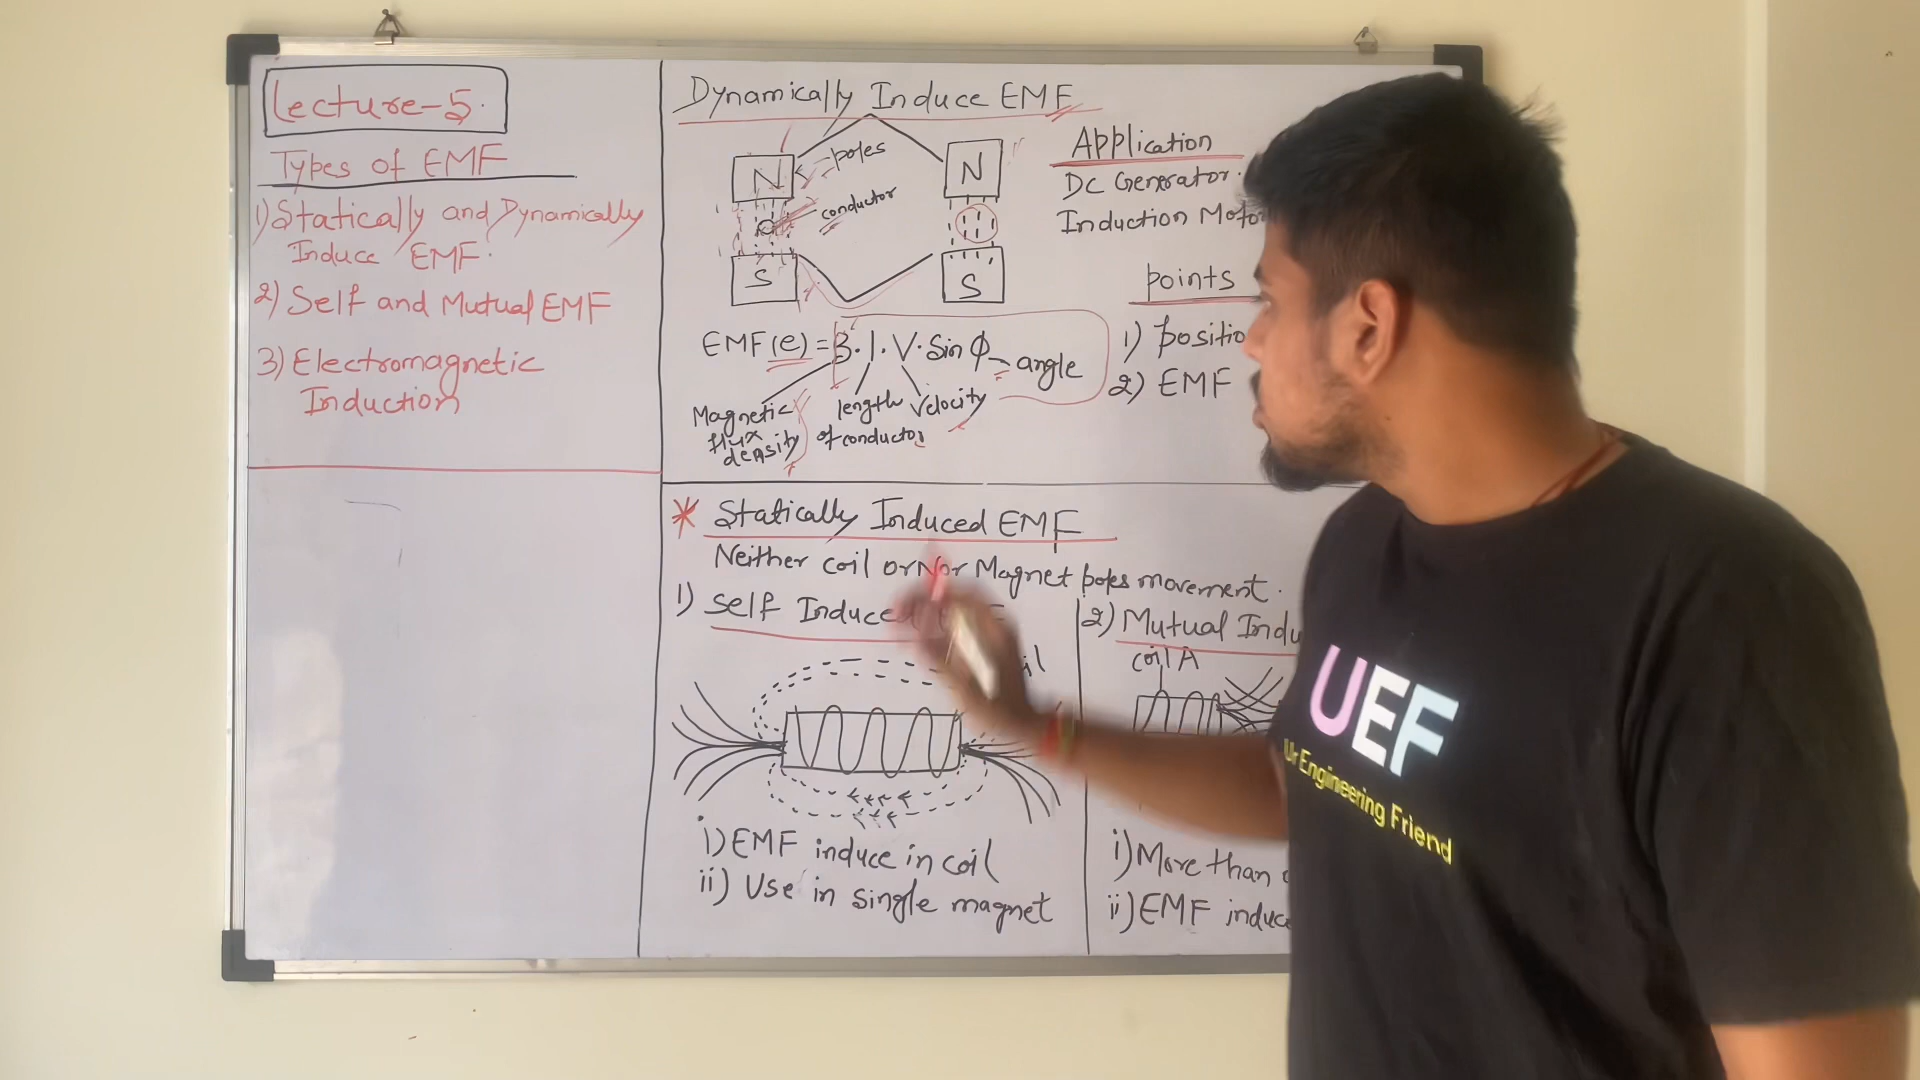 Lecture-5.
Types of EMF
1) Statically and Dynamically
Induce EMF.
2) Self and Mutual EMF
3) Electromagnetic
Induction
Dynamically Induce EMF
N
poles
conductor
S
N
S
Application
DC Generator.
Induction Motor
EMF (e) = B.l.V. Sin φ
angle
Magnetic
flux
density
length
of conductor
Velocity
points
1) positio
2) EMF
* Statically Induced EMF
Neither coil or Nor Magnet poles movement.
1) Self Induced
i) EMF induce in coil
ii) Use in single magnet
2) Mutual Indu
coil A
i) More than
ii) EMF induce
UEF
Ur Engineering Friend